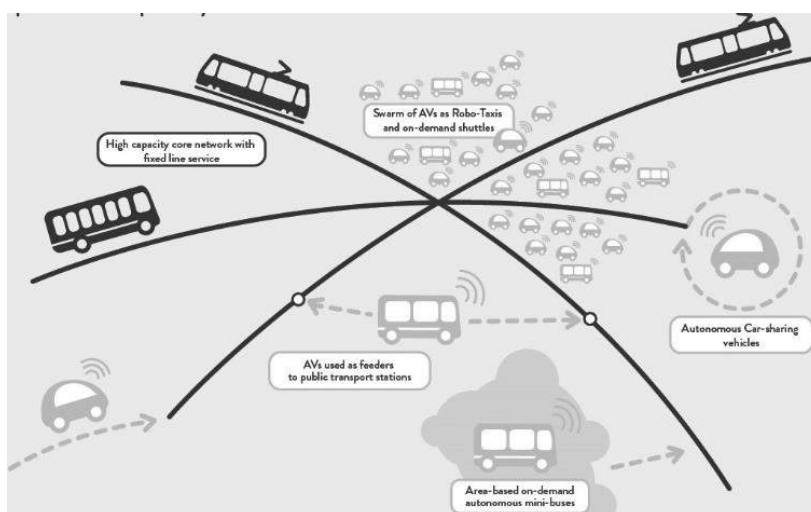 Swarm of AVs as Robo-Taxis
and on-demand shuttles
High capacity core network with
fixed line service
Autonomous Car-sharing
vehicles
AVs used as feeders
to public transport stations
Area-based on-demand
autonomous mini-buses